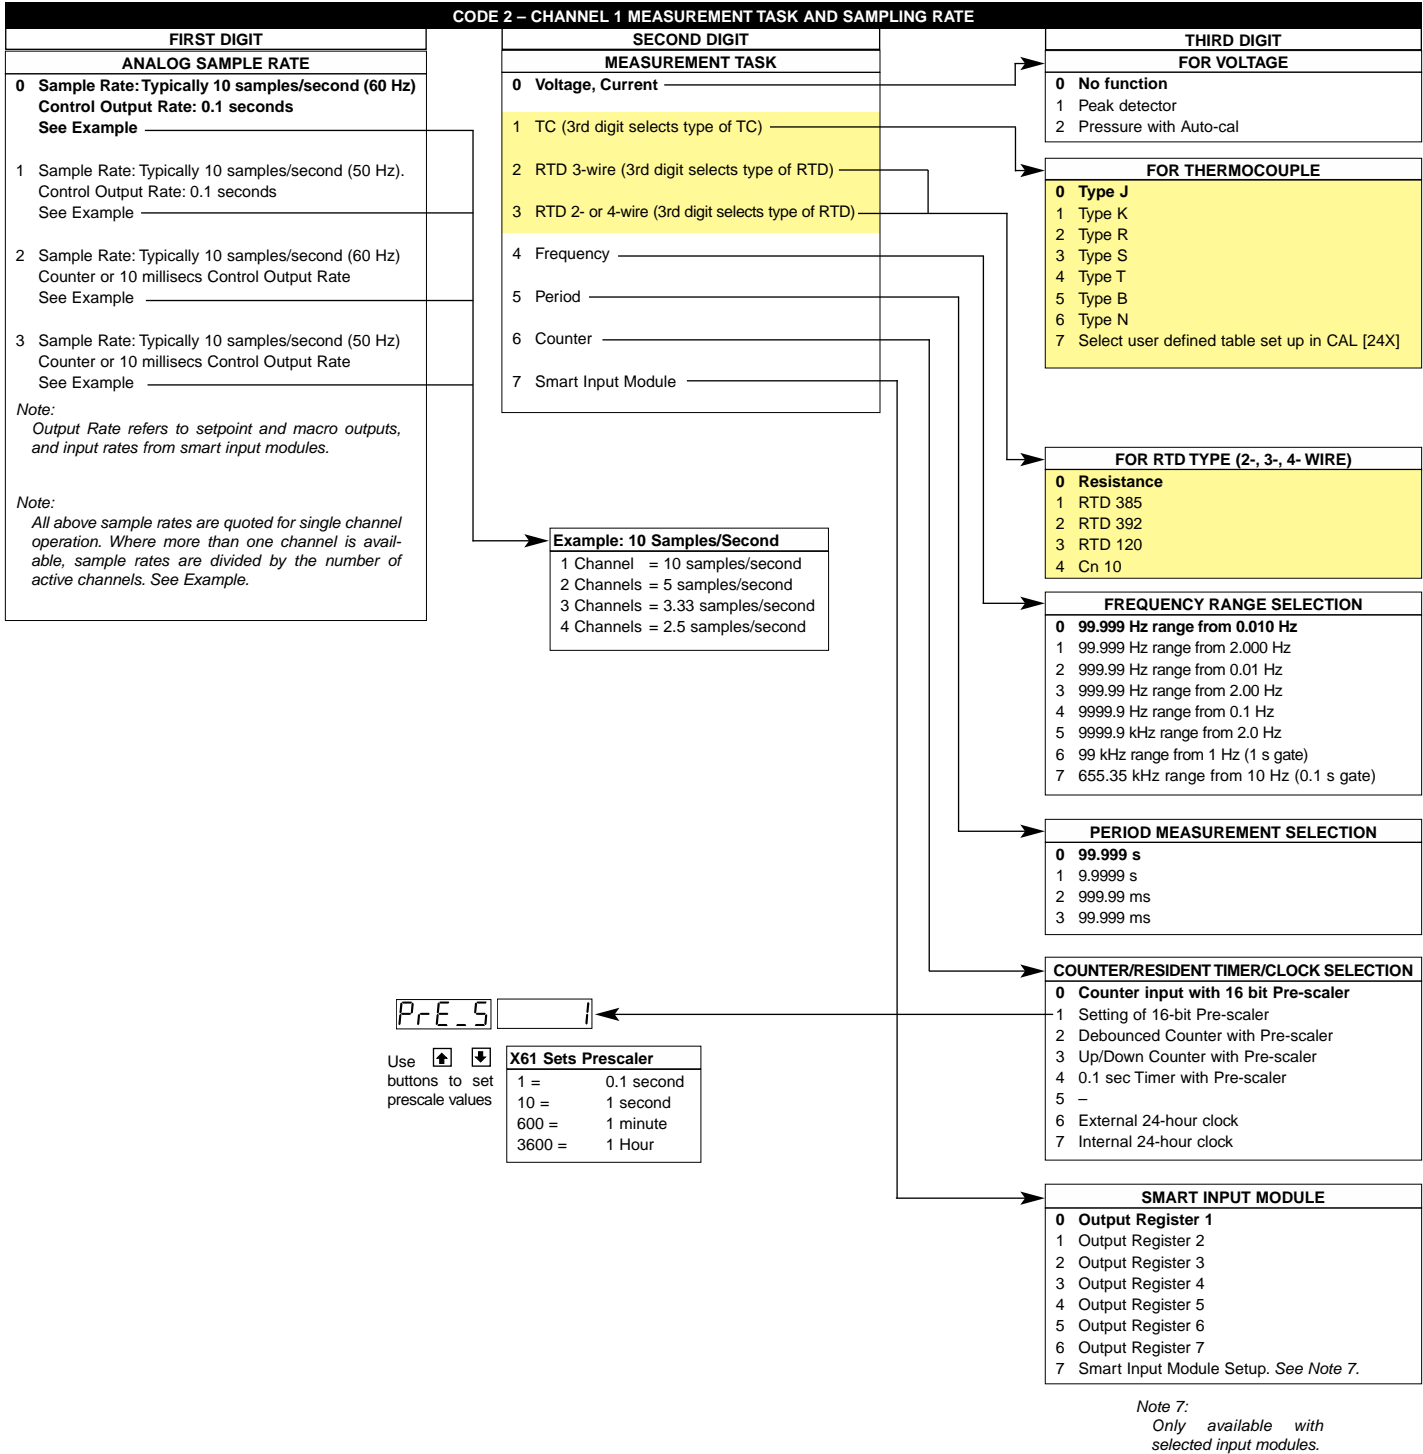 CODE 2 – CHANNEL 1 MEASUREMENT TASK AND SAMPLING RATE
FIRST DIGIT
ANALOG SAMPLE RATE
0 Sample Rate: Typically 10 samples/second (60 Hz)
Control Output Rate: 0.1 seconds
See Example
1 Sample Rate: Typically 10 samples/second (50 Hz).
Control Output Rate: 0.1 seconds
See Example
2 Sample Rate: Typically 10 samples/second (60 Hz)
Counter or 10 millisecs Control Output Rate
See Example
3 Sample Rate: Typically 10 samples/second (50 Hz)
Counter or 10 millisecs Control Output Rate
See Example
Note:
Output Rate refers to setpoint and macro outputs,
and input rates from smart input modules.
Note:
All above sample rates are quoted for single channel
operation. Where more than one channel is avail-
able, sample rates are divided by the number of
active channels. See Example.
SECOND DIGIT
MEASUREMENT TASK
0 Voltage, Current
1 TC (3rd digit selects type of TC)
2 RTD 3-wire (3rd digit selects type of RTD)
3 RTD 2- or 4-wire (3rd digit selects type of RTD)
4 Frequency
5 Period
6 Counter
7 Smart Input Module
Example: 10 Samples/Second
1 Channel = 10 samples/second
2 Channels = 5 samples/second
3 Channels = 3.33 samples/second
4 Channels = 2.5 samples/second
PrE_S 1
Use
buttons to set
prescale values
X61 Sets Prescaler
1 = 0.1 second
10 = 1 second
600 = 1 minute
3600 = 1 Hour
THIRD DIGIT
FOR VOLTAGE
0 No function
1 Peak detector
2 Pressure with Auto-cal
FOR THERMOCOUPLE
0 Type J
1 Type K
2 Type R
3 Type S
4 Type T
5 Type B
6 Type N
7 Select user defined table set up in CAL [24X]
FOR RTD TYPE (2-, 3-, 4- WIRE)
0 Resistance
1 RTD 385
2 RTD 392
3 RTD 120
4 Cn 10
FREQUENCY RANGE SELECTION
0 99.999 Hz range from 0.010 Hz
1 99.999 Hz range from 2.000 Hz
2 999.99 Hz range from 0.01 Hz
3 999.99 Hz range from 2.00 Hz
4 9999.9 Hz range from 0.1 Hz
5 9999.9 kHz range from 2.0 Hz
6 99 kHz range from 1 Hz (1 s gate)
7 655.35 kHz range from 10 Hz (0.1 s gate)
PERIOD MEASUREMENT SELECTION
0 99.999 s
1 9.9999 s
2 999.99 ms
3 99.999 ms
COUNTER/RESIDENT TIMER/CLOCK SELECTION
0 Counter input with 16 bit Pre-scaler
1 Setting of 16-bit Pre-scaler
2 Debounced Counter with Pre-scaler
3 Up/Down Counter with Pre-scaler
4 0.1 sec Timer with Pre-scaler
5 –
6 External 24-hour clock
7 Internal 24-hour clock
SMART INPUT MODULE
0 Output Register 1
1 Output Register 2
2 Output Register 3
3 Output Register 4
4 Output Register 5
5 Output Register 6
6 Output Register 7
7 Smart Input Module Setup. See Note 7.
Note 7:
Only available with
selected input modules.